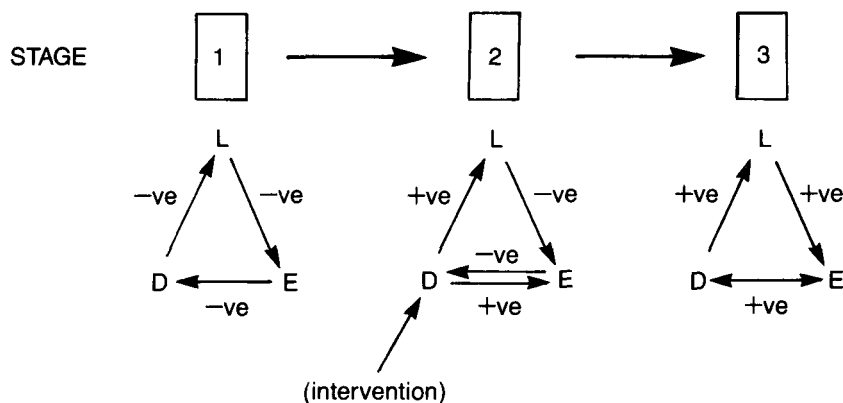 STAGE 1 2 3
L L L
−ve −ve +ve −ve +ve +ve
−ve
D E D E D E
−ve +ve +ve
(intervention)